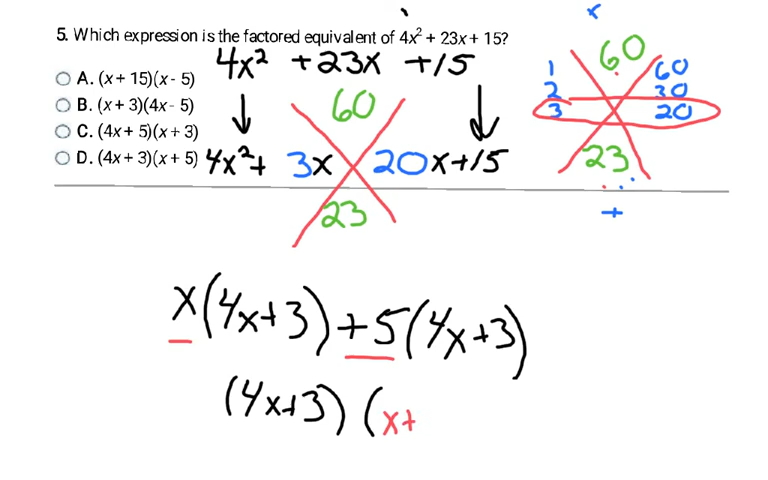 5. Which expression is the factored equivalent of 4x² + 23x + 15?
4x² +23x +15
A. (x + 15)(x - 5)
B. (x + 3)(4x - 5)
C. (4x + 5)(x + 3)
D. (4x + 3)(x + 5)
60
4x²+ 3x 20x+15
23
x
60
1 60
2 30
3 20
23
+
x(4x+3)+5(4x+3)
(4x+3)(x+